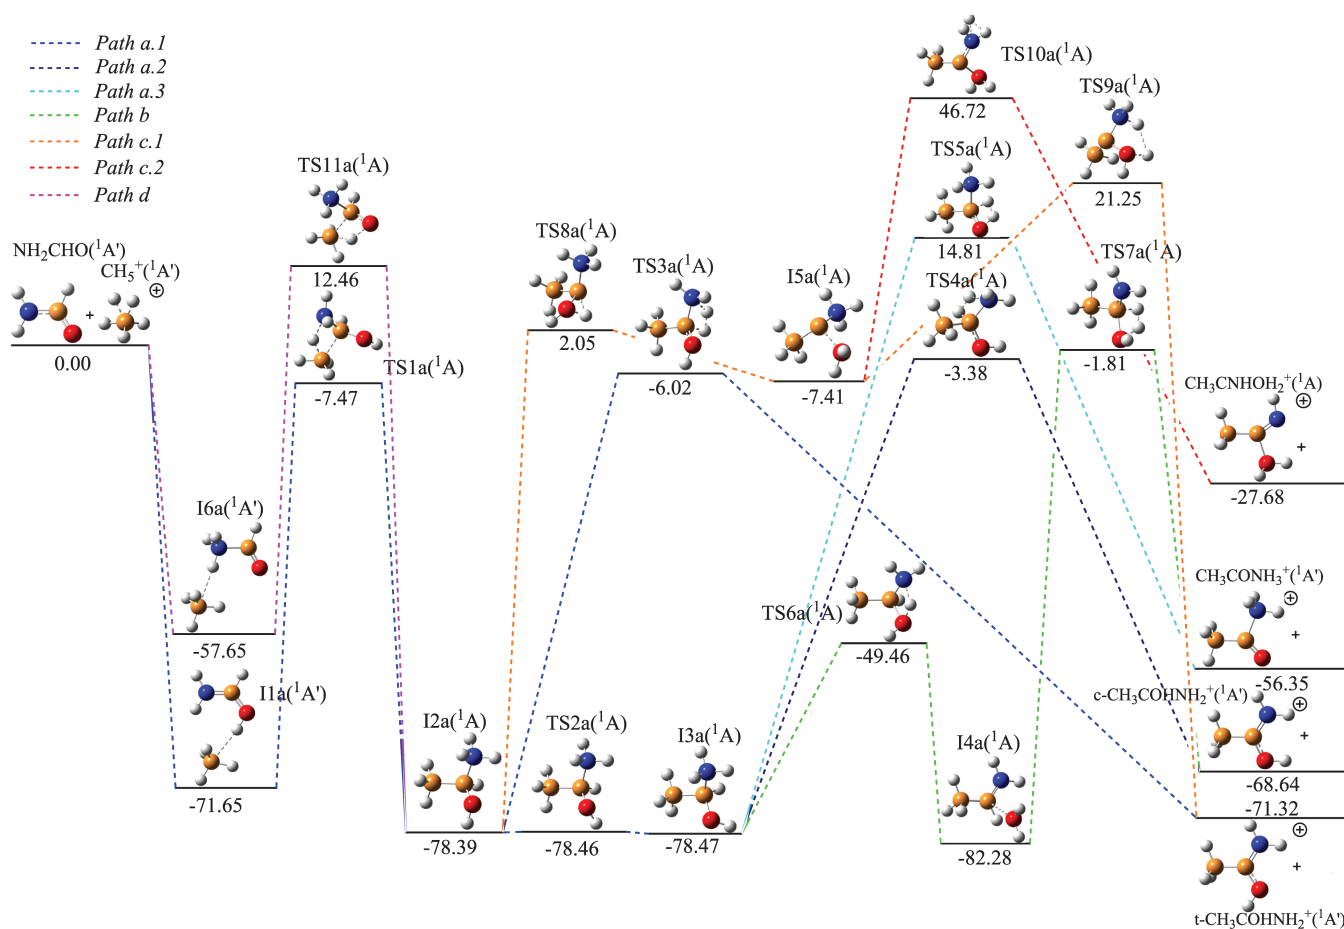 Path a.1
Path a.2
Path a.3
Path b
Path c.1
Path c.2
Path d
NH₂CHO(¹A')
CH₅⁺(¹A')
⊕
+
0.00
I6a(¹A')
-57.65
I1a(¹A')
-71.65
TS11a(¹A)
12.46
TS1a(¹A)
-7.47
I2a(¹A)
-78.39
TS2a(¹A)
-78.46
I3a(¹A)
-78.47
TS8a(¹A)
2.05
TS3a(¹A)
-6.02
I5a(¹A)
-7.41
TS10a(¹A)
46.72
TS5a(¹A)
14.81
TS4a(¹A)
-3.38
TS6a(¹A)
-49.46
I4a(¹A)
-82.28
TS9a(¹A)
21.25
TS7a(¹A)
-1.81
CH₃CNHOH₂⁺(¹A)
⊕
+
-27.68
CH₃CONH₃⁺(¹A')
⊕
+
-56.35
c-CH₃COHNH₂⁺(¹A')
⊕
+
-68.64
-71.32
⊕
+
t-CH₃COHNH₂⁺(¹A')